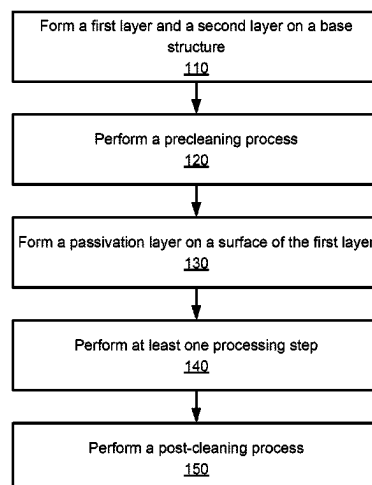 Form a first layer and a second layer on a base
structure
110
Perform a precleaning process
120
Form a passivation layer on a surface of the first layer
130
Perform at least one processing step
140
Perform a post-cleaning process
150